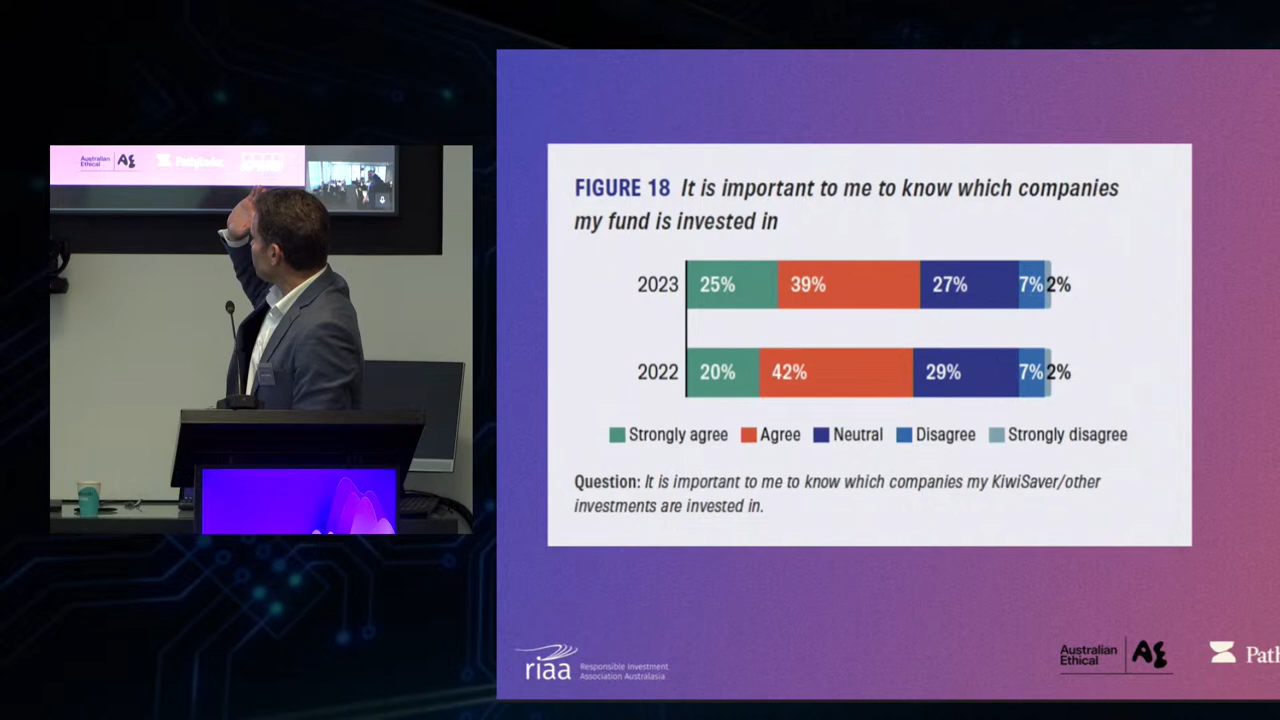 Australian
Ethical
Pathfinder
FIGURE 18 It is important to me to know which companies
my fund is invested in
2023 25% 39% 27% 7% 2%
2022 20% 42% 29% 7% 2%
Strongly agree Agree Neutral Disagree Strongly disagree
Question: It is important to me to know which companies my KiwiSaver/other
investments are invested in.
riaa Responsible Investment
Association Australasia
Australian
Ethical
Path